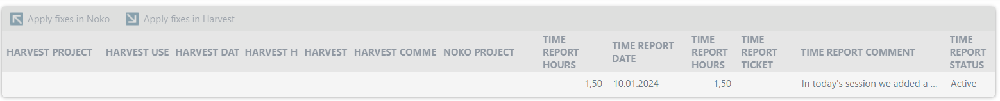 Apply fixes in Noko Apply fixes in Harvest
HARVEST PROJECT HARVEST USE HARVEST DAT HARVEST H HARVEST HARVEST COMME NOKO PROJECT TIME REPORT HOURS TIME REPORT DATE TIME REPORT HOURS TIME REPORT TICKET TIME REPORT COMMENT TIME REPORT STATUS
1,50 10.01.2024 1,50 In today's session we added a ... Active